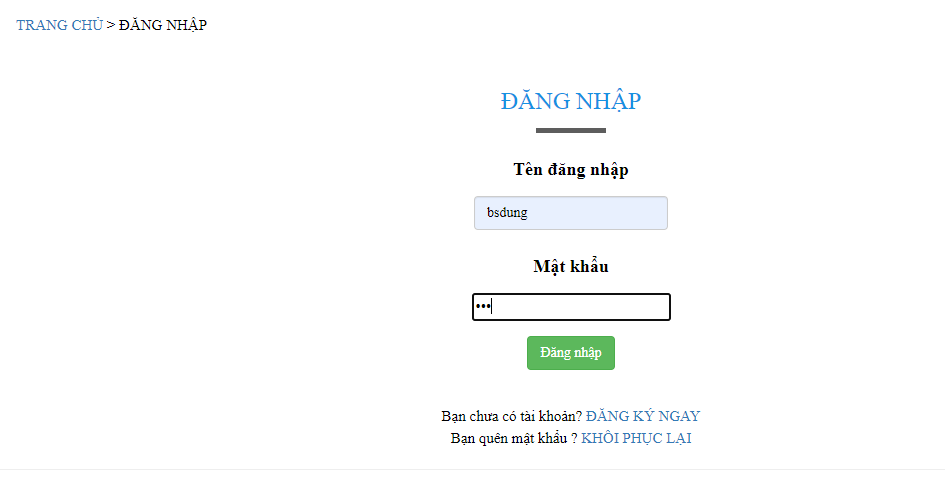 TRANG CHỦ > ĐĂNG NHẬP
ĐĂNG NHẬP
Tên đăng nhập
bsdung
Mật khẩu
•••
Đăng nhập
Bạn chưa có tài khoản? ĐĂNG KÝ NGAY
Bạn quên mật khẩu ? KHÔI PHỤC LẠI